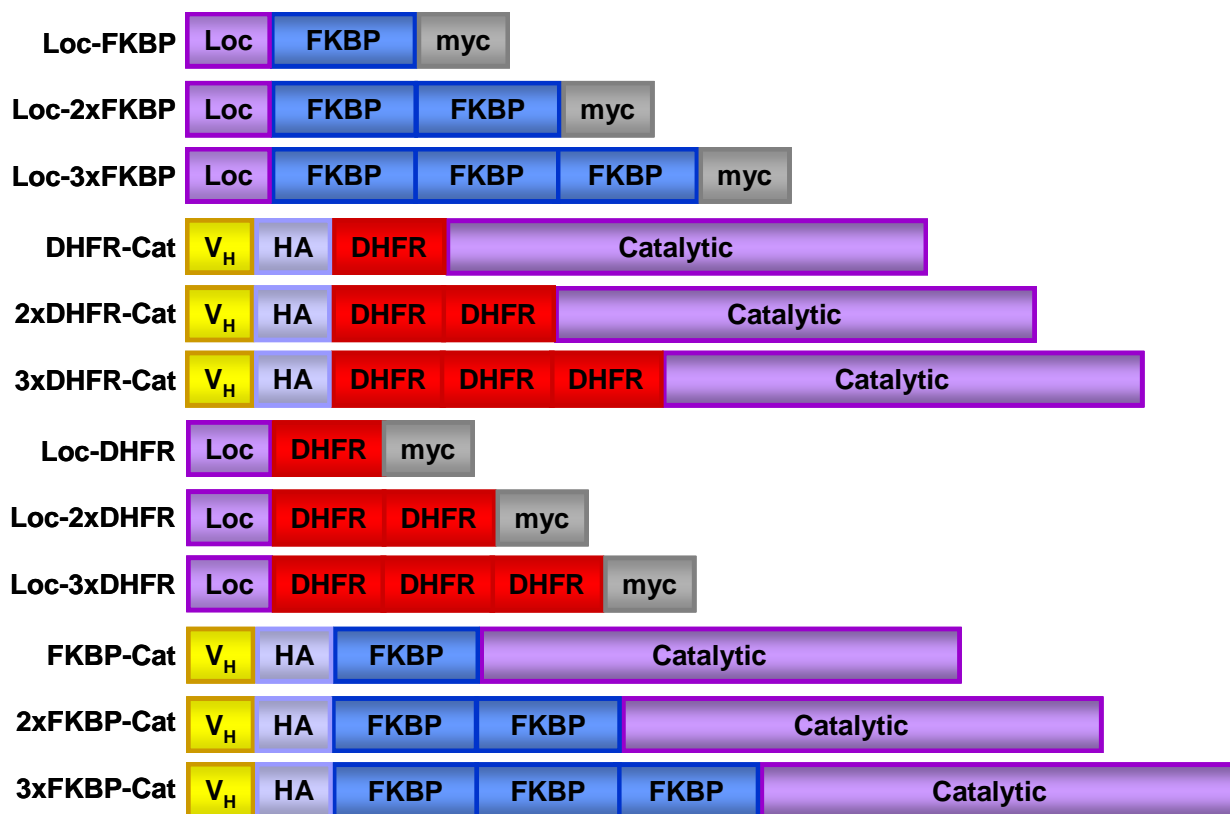 Loc-FKBP Loc FKBP myc
Loc-2xFKBP Loc FKBP FKBP myc
Loc-3xFKBP Loc FKBP FKBP FKBP myc
DHFR-Cat VH HA DHFR Catalytic
2xDHFR-Cat VH HA DHFR DHFR Catalytic
3xDHFR-Cat VH HA DHFR DHFR DHFR Catalytic
Loc-DHFR Loc DHFR myc
Loc-2xDHFR Loc DHFR DHFR myc
Loc-3xDHFR Loc DHFR DHFR DHFR myc
FKBP-Cat VH HA FKBP Catalytic
2xFKBP-Cat VH HA FKBP FKBP Catalytic
3xFKBP-Cat VH HA FKBP FKBP FKBP Catalytic